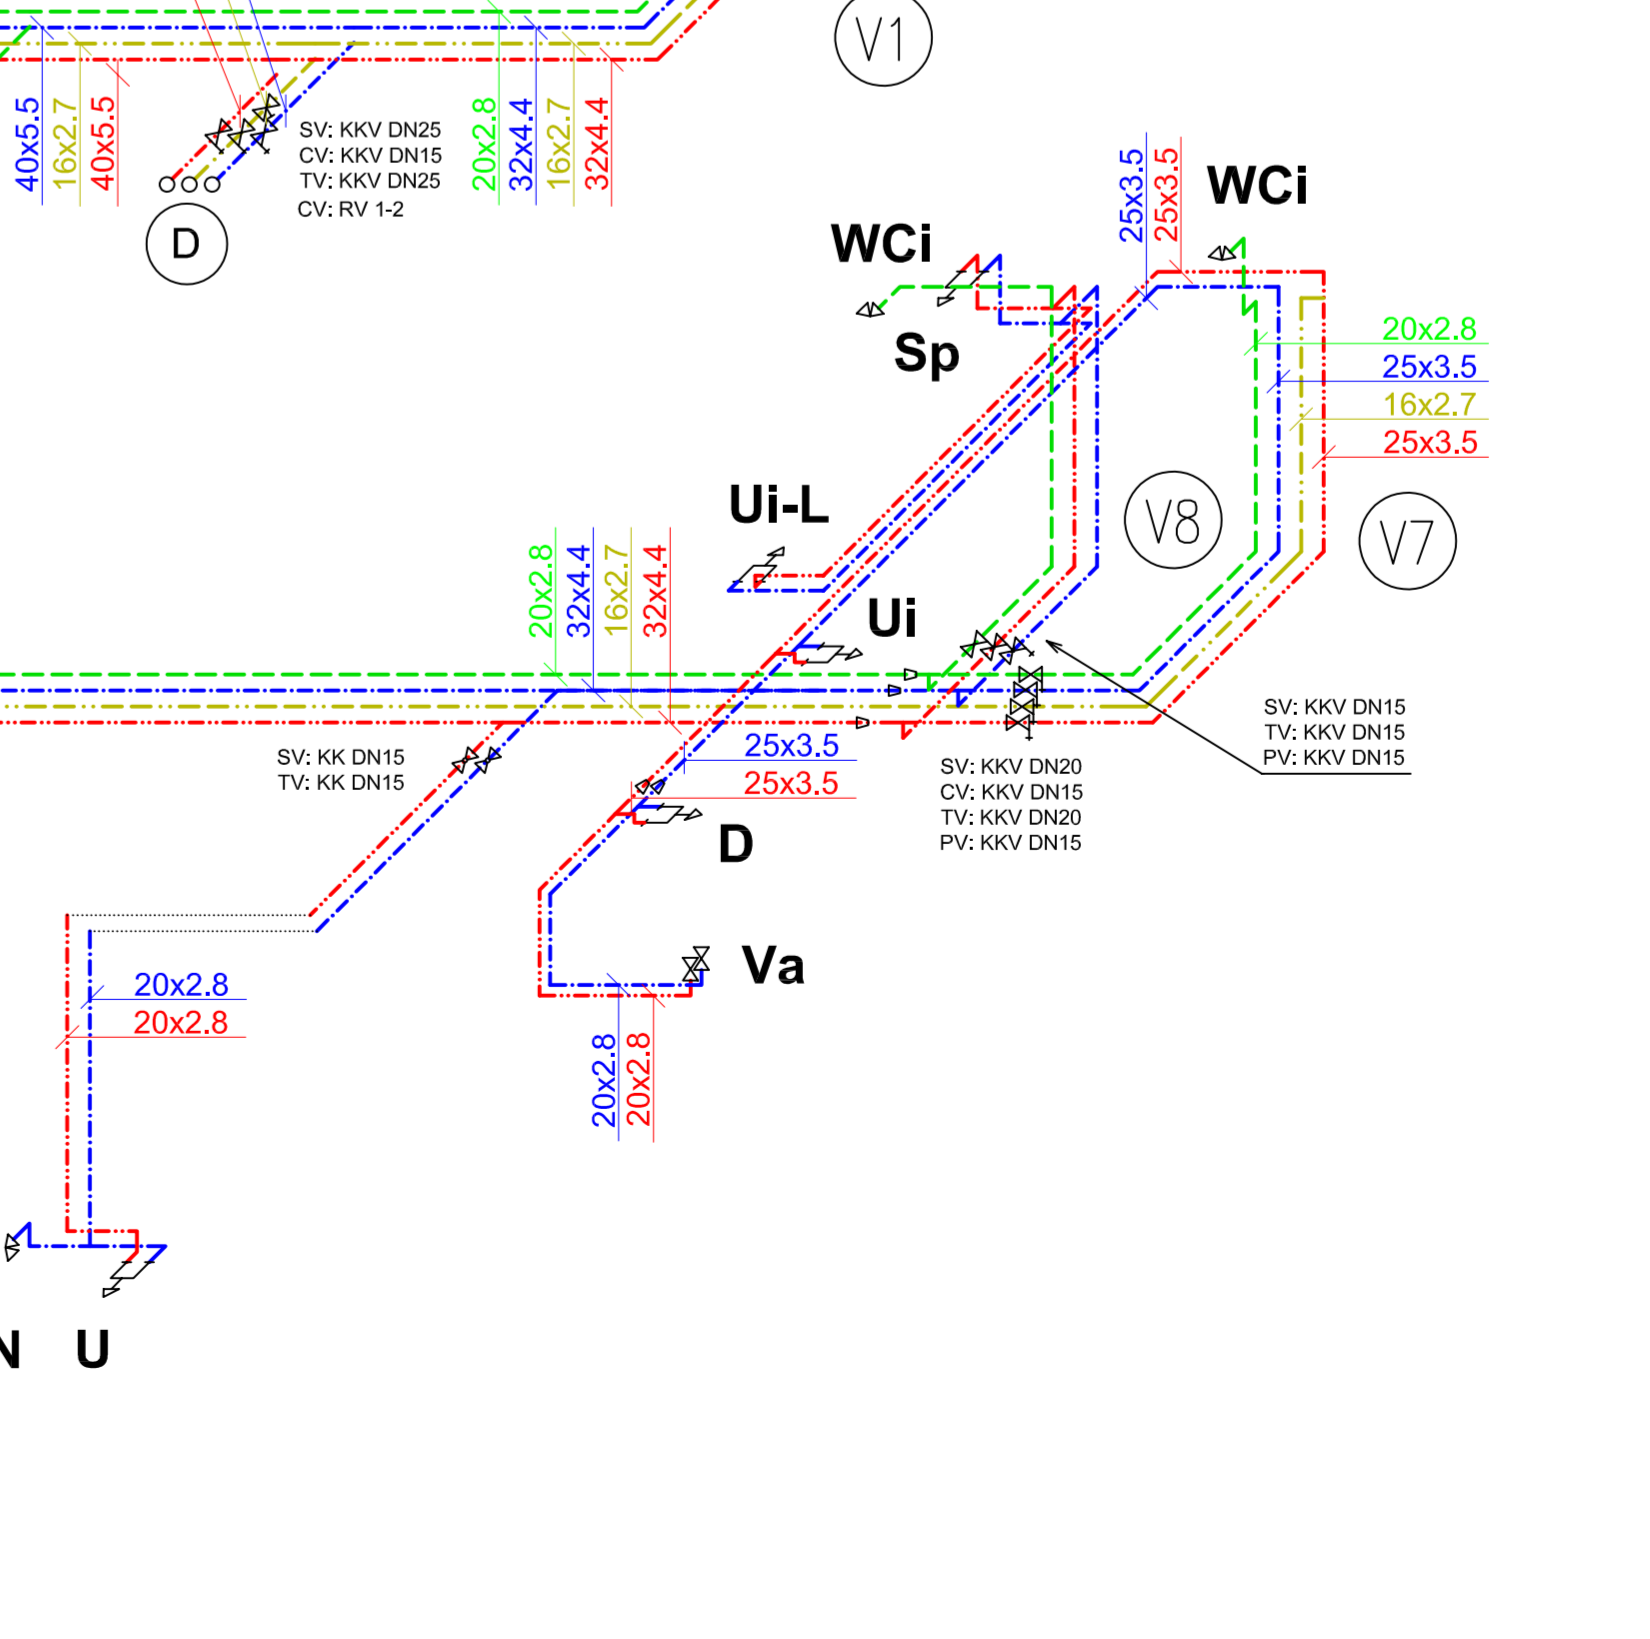 V1
40x5.5
16x2.7
40x5.5
SV: KKV DN25
CV: KKV DN15
TV: KKV DN25
CV: RV 1-2
20x2.8
32x4.4
16x2.7
32x4.4
D
25x3.5
25x3.5
WCi
WCi
Sp
20x2.8
25x3.5
16x2.7
25x3.5
Ui-L
V8
V7
20x2.8
32x4.4
16x2.7
32x4.4
Ui
SV: KK DN15
TV: KK DN15
25x3.5
25x3.5
SV: KKV DN15
TV: KKV DN15
PV: KKV DN15
SV: KKV DN20
CV: KKV DN15
TV: KKV DN20
PV: KKV DN15
D
Va
20x2.8
20x2.8
20x2.8
20x2.8
N U